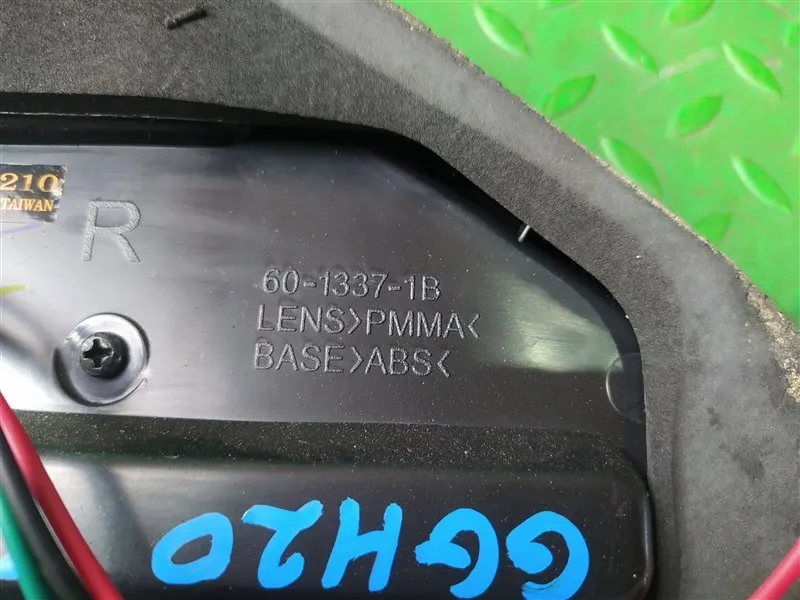 210
TAIWAN
R
60-1337-1B
LENS>PMMA<
BASE>ABS<
GGH20